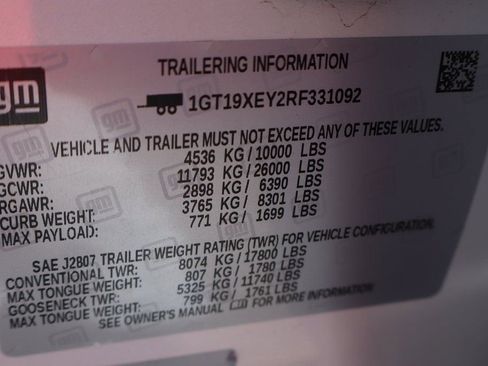 gm
TRAILERING INFORMATION
1GT19XEY2RF331092
VEHICLE AND TRAILER MUST NOT EXCEED ANY OF THESE VALUES.
GVWR: 4536 KG/10000 LBS
GCWR: 11793 KG/26000 LBS
RGAWR: 2898 KG/ 6390 LBS
CURB WEIGHT: 3765 KG/ 8301 LBS
MAX PAYLOAD: 771 KG/ 1699 LBS
SAE J2807 TRAILER WEIGHT RATING (TWR) FOR VEHICLE CONFIGURATION.
CONVENTIONAL TWR: 8074 KG/17800 LBS
MAX TONGUE WEIGHT: 807 KG/ 1780 LBS
GOOSENECK TWR: 5325 KG/11740 LBS
MAX TONGUE WEIGHT: 799 KG/ 1761 LBS
SEE OWNER'S MANUAL gm FOR MORE INFORMATION.